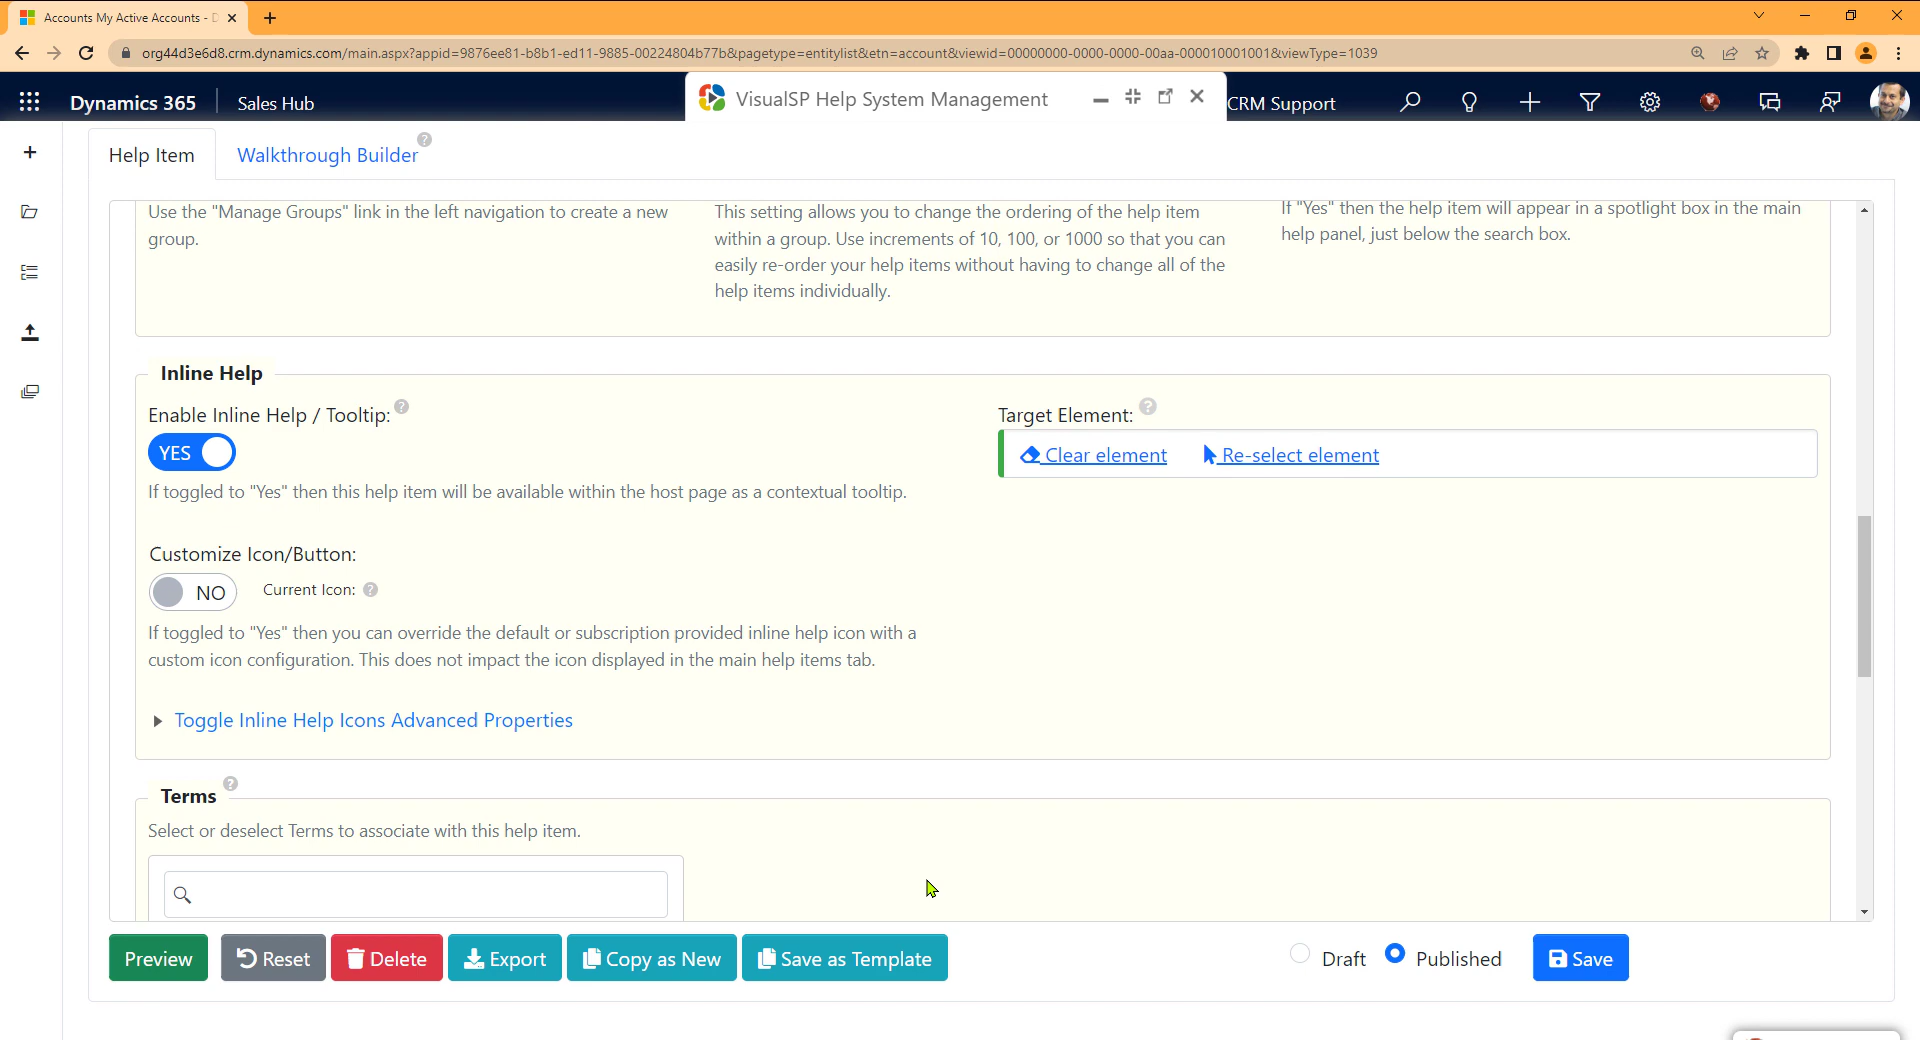 Accounts My Active Accounts - D
org44d3e6d8.crm.dynamics.com/main.aspx?appid=9876ee81-b8b1-ed11-9885-00224804b77b&pagetype=entitylist&etn=account&viewid=00000000-0000-0000-00aa-000010001001&viewType=1039
Dynamics 365
Sales Hub
VisualSP Help System Management
CRM Support
Help Item
Walkthrough Builder
Use the "Manage Groups" link in the left navigation to create a new
group.
This setting allows you to change the ordering of the help item
within a group. Use increments of 10, 100, or 1000 so that you can
easily re-order your help items without having to change all of the
help items individually.
If "Yes" then the help item will appear in a spotlight box in the main
help panel, just below the search box.
Inline Help
Enable Inline Help / Tooltip:
YES
If toggled to "Yes" then this help item will be available within the host page as a contextual tooltip.
Target Element:
Clear element
Re-select element
Customize Icon/Button:
NO
Current Icon:
If toggled to "Yes" then you can override the default or subscription provided inline help icon with a
custom icon configuration. This does not impact the icon displayed in the main help items tab.
Toggle Inline Help Icons Advanced Properties
Terms
Select or deselect Terms to associate with this help item.
Preview
Reset
Delete
Export
Copy as New
Save as Template
Draft
Published
Save